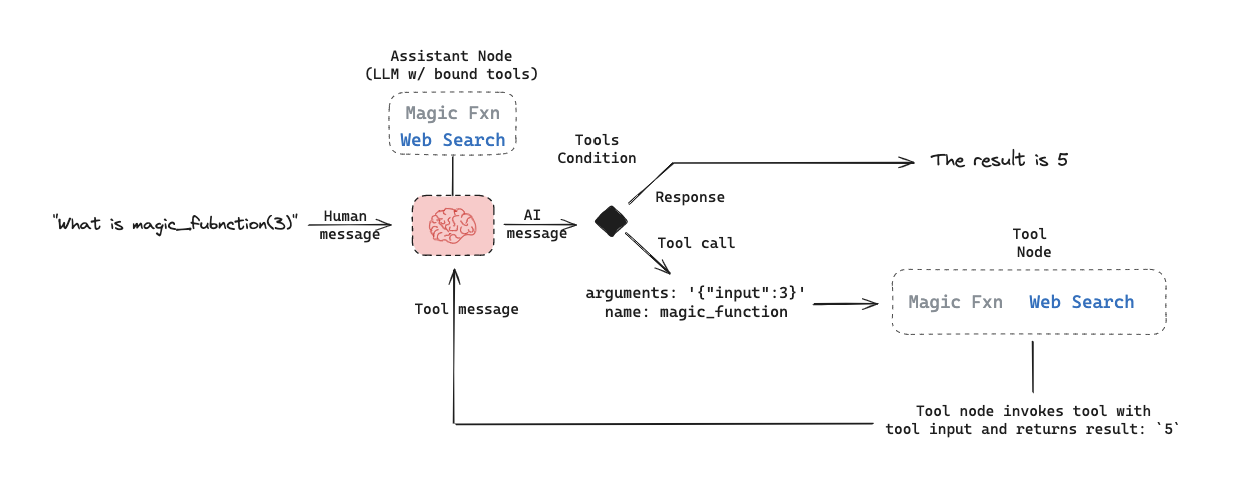 Assistant Node
(LLM w/ bound tools)
Magic Fxn
Web Search
Tools
Condition
The result is 5
Response
"What is magic_fubnction(3)"
Human
message
AI
message
Tool call
Tool
Node
arguments: '{"input":3}'
name: magic_function
Magic Fxn Web Search
Tool message
Tool node invokes tool with
tool input and returns result: `5`